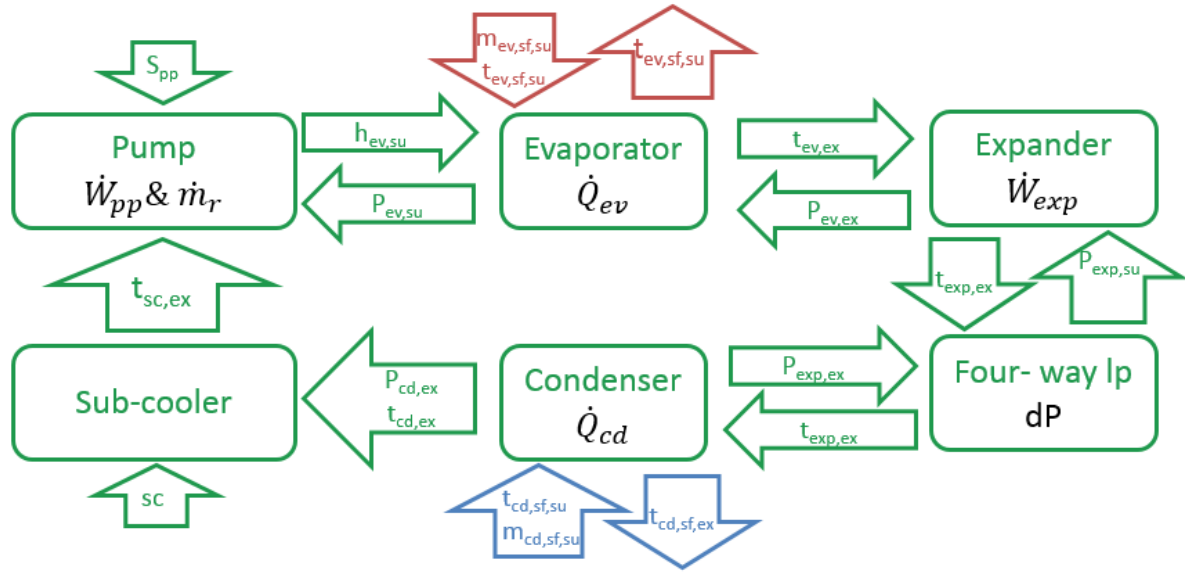 m_ev,sf,su
t_ev,sf,su
t_ev,sf,su
S_pp
Pump
Ẇ_pp & ṁ_r
h_ev,su
P_ev,su
Evaporator
Q̇_ev
t_ev,ex
P_ev,ex
Expander
Ẇ_exp
t_sc,ex
t_exp,ex
P_exp,su
Sub-cooler
P_cd,ex
t_cd,ex
Condenser
Q̇_cd
P_exp,ex
t_exp,ex
Four- way lp
dP
sc
t_cd,sf,su
m_cd,sf,su
t_cd,sf,ex